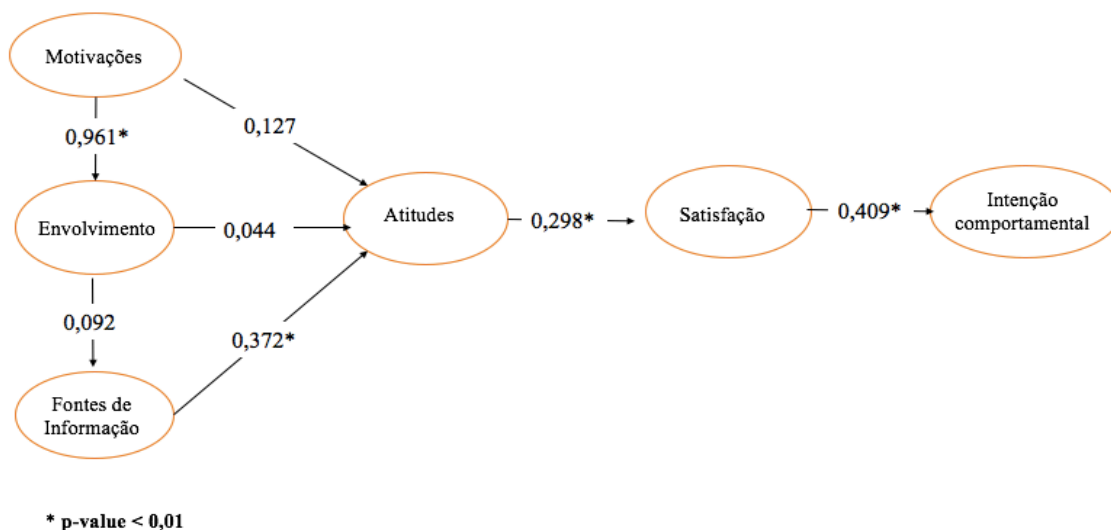 Motivações
0,961*
0,127
Envolvimento
0,044
Atitudes
0,298*
Satisfação
0,409*
Intenção
comportamental
0,092
0,372*
Fontes de
Informação
* p-value < 0,01